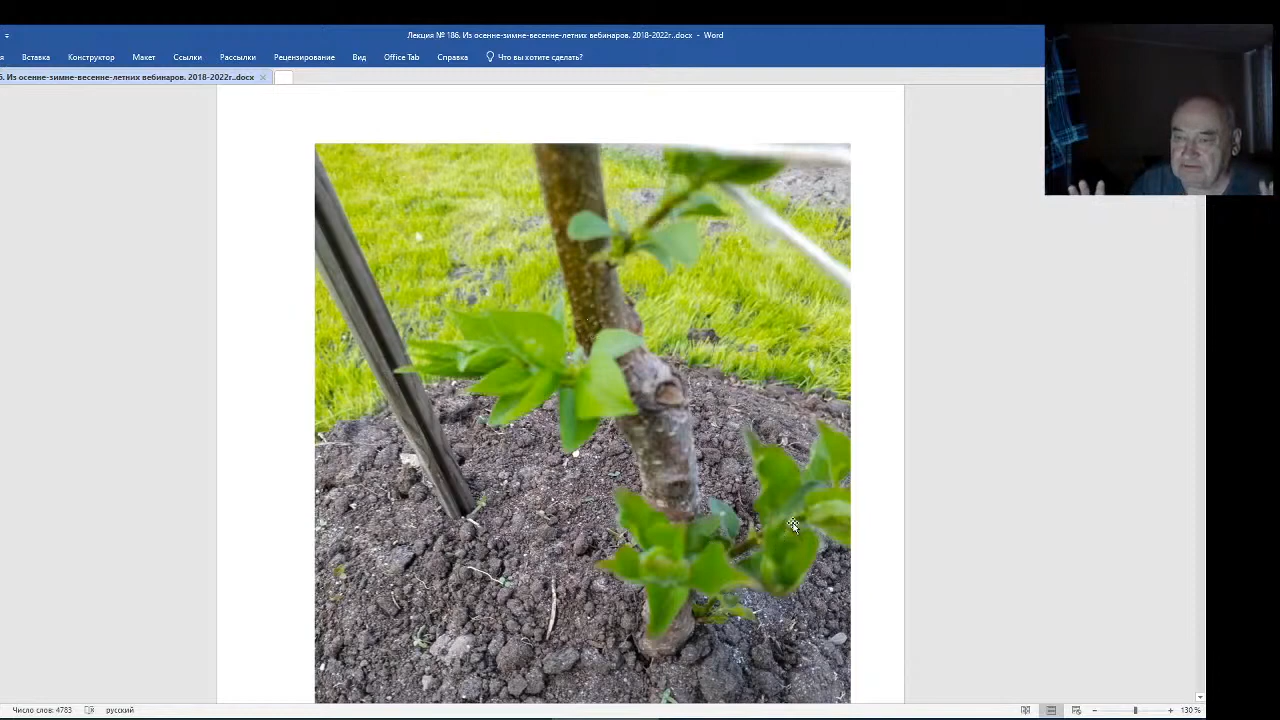 Лекция № 186. Из осенне-зимне-весенне-летних вебинаров. 2018-2022г..docx - Word
Вставка Конструктор Макет Ссылки Рассылки Рецензирование Вид Office Tab Справка Что вы хотите сделать?
6. Из осенне-зимне-весенне-летних вебинаров. 2018-2022г..docx
Число слов: 4783 русский 130 %